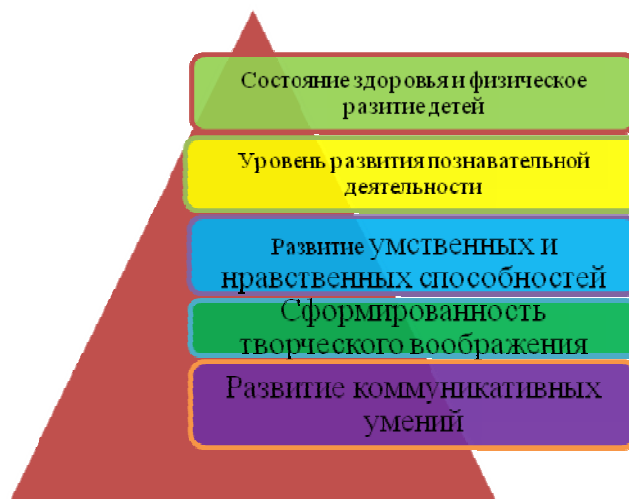 Состояние здоровья и физическое
разитие детей
Уровень развития познавательной
деятельности
Развитие умственных и
нравственных способностей
Сформированность
творческого воображения
Развитие коммуникативных
умений